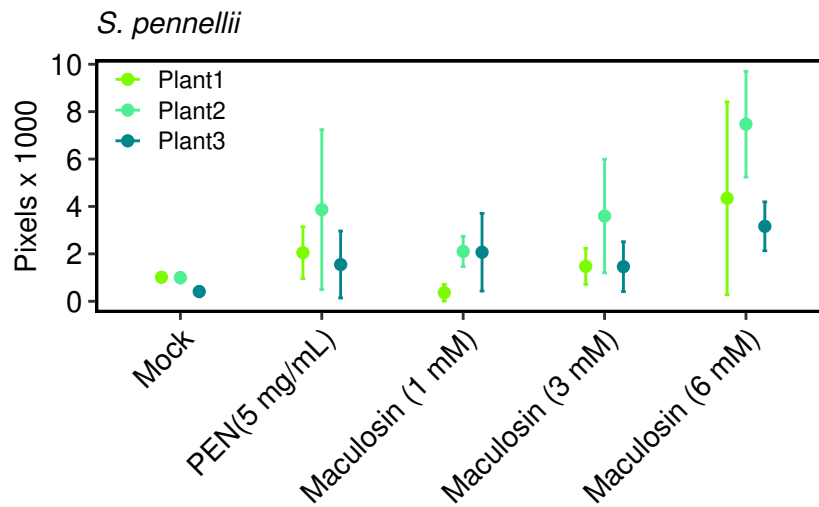 S. pennellii
Pixels x 1000
10
8
6
4
2
0
Plant1
Plant2
Plant3
Mock
PEN(5 mg/mL)
Maculosin (1 mM)
Maculosin (3 mM)
Maculosin (6 mM)